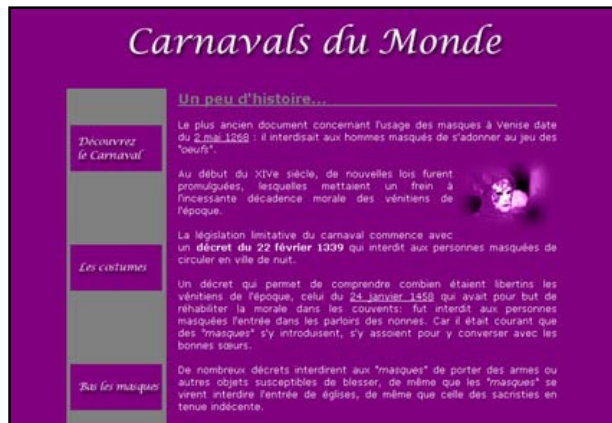 Carnavals du Monde
Découvrez
le Carnaval
Les costumes
Bas les masques
Un peu d'histoire...
Le plus ancien document concernant l'usage des masques à Venise date
du 2 mai 1268 : il interdisait aux hommes masqués de s'adonner au jeu des
"oeufs".
Au début du XIVe siècle, de nouvelles lois furent
promulguées, lesquelles mettaient un frein à
l'incessante décadence morale des vénitiens de
l'époque.
La législation limitative du carnaval commence avec
un décret du 22 février 1339 qui interdit aux personnes masquées de
circuler en ville de nuit.
Un décret qui permet de comprendre combien étaient libertins les
vénitiens de l'époque, celui du 24 janvier 1458 qui avait pour but de
réhabiliter la morale dans les couvents: fut interdit aux personnes
masquées l'entrée dans les parloirs des nonnes. Car il était courant que
des "masques" s'y introduisent, s'y assoient pour y converser avec les
bonnes sœurs.
De nombreux décrets interdirent aux "masques" de porter des armes ou
autres objets susceptibles de blesser, de même que les "masques" se
virent interdire l'entrée de églises, de même que celle des sacristies en
tenue indécente.